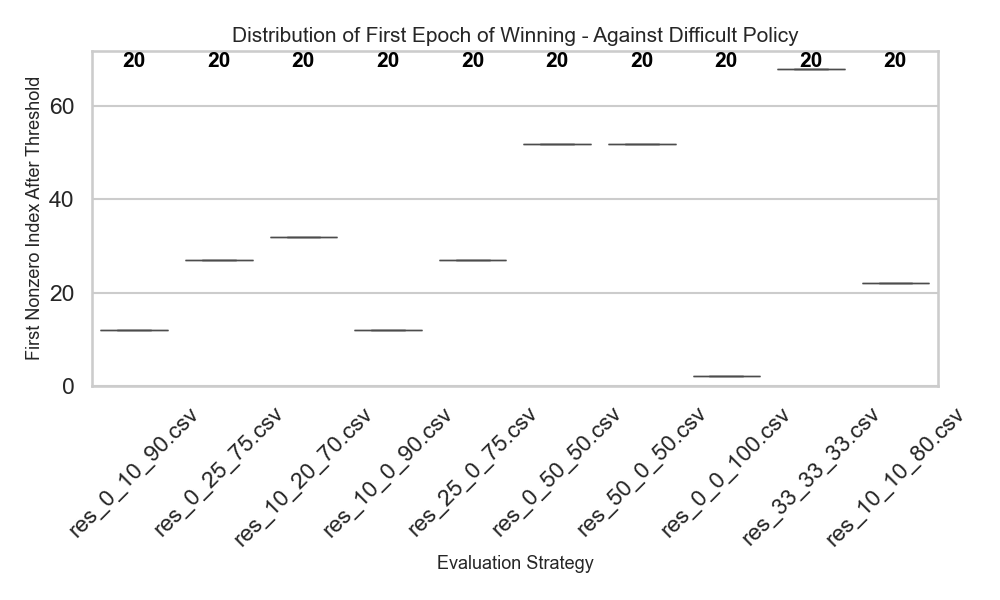 Distribution of First Epoch of Winning - Against Difficult Policy
20 20 20 20 20 20 20 20 20 20
First Nonzero Index After Threshold
60
40
20
0
res_0_10_90.csv
res_0_25_75.csv
res_10_20_70.csv
res_10_0_90.csv
res_25_0_75.csv
res_0_50_50.csv
res_50_0_50.csv
res_0_0_100.csv
res_33_33_33.csv
res_10_10_80.csv
Evaluation Strategy